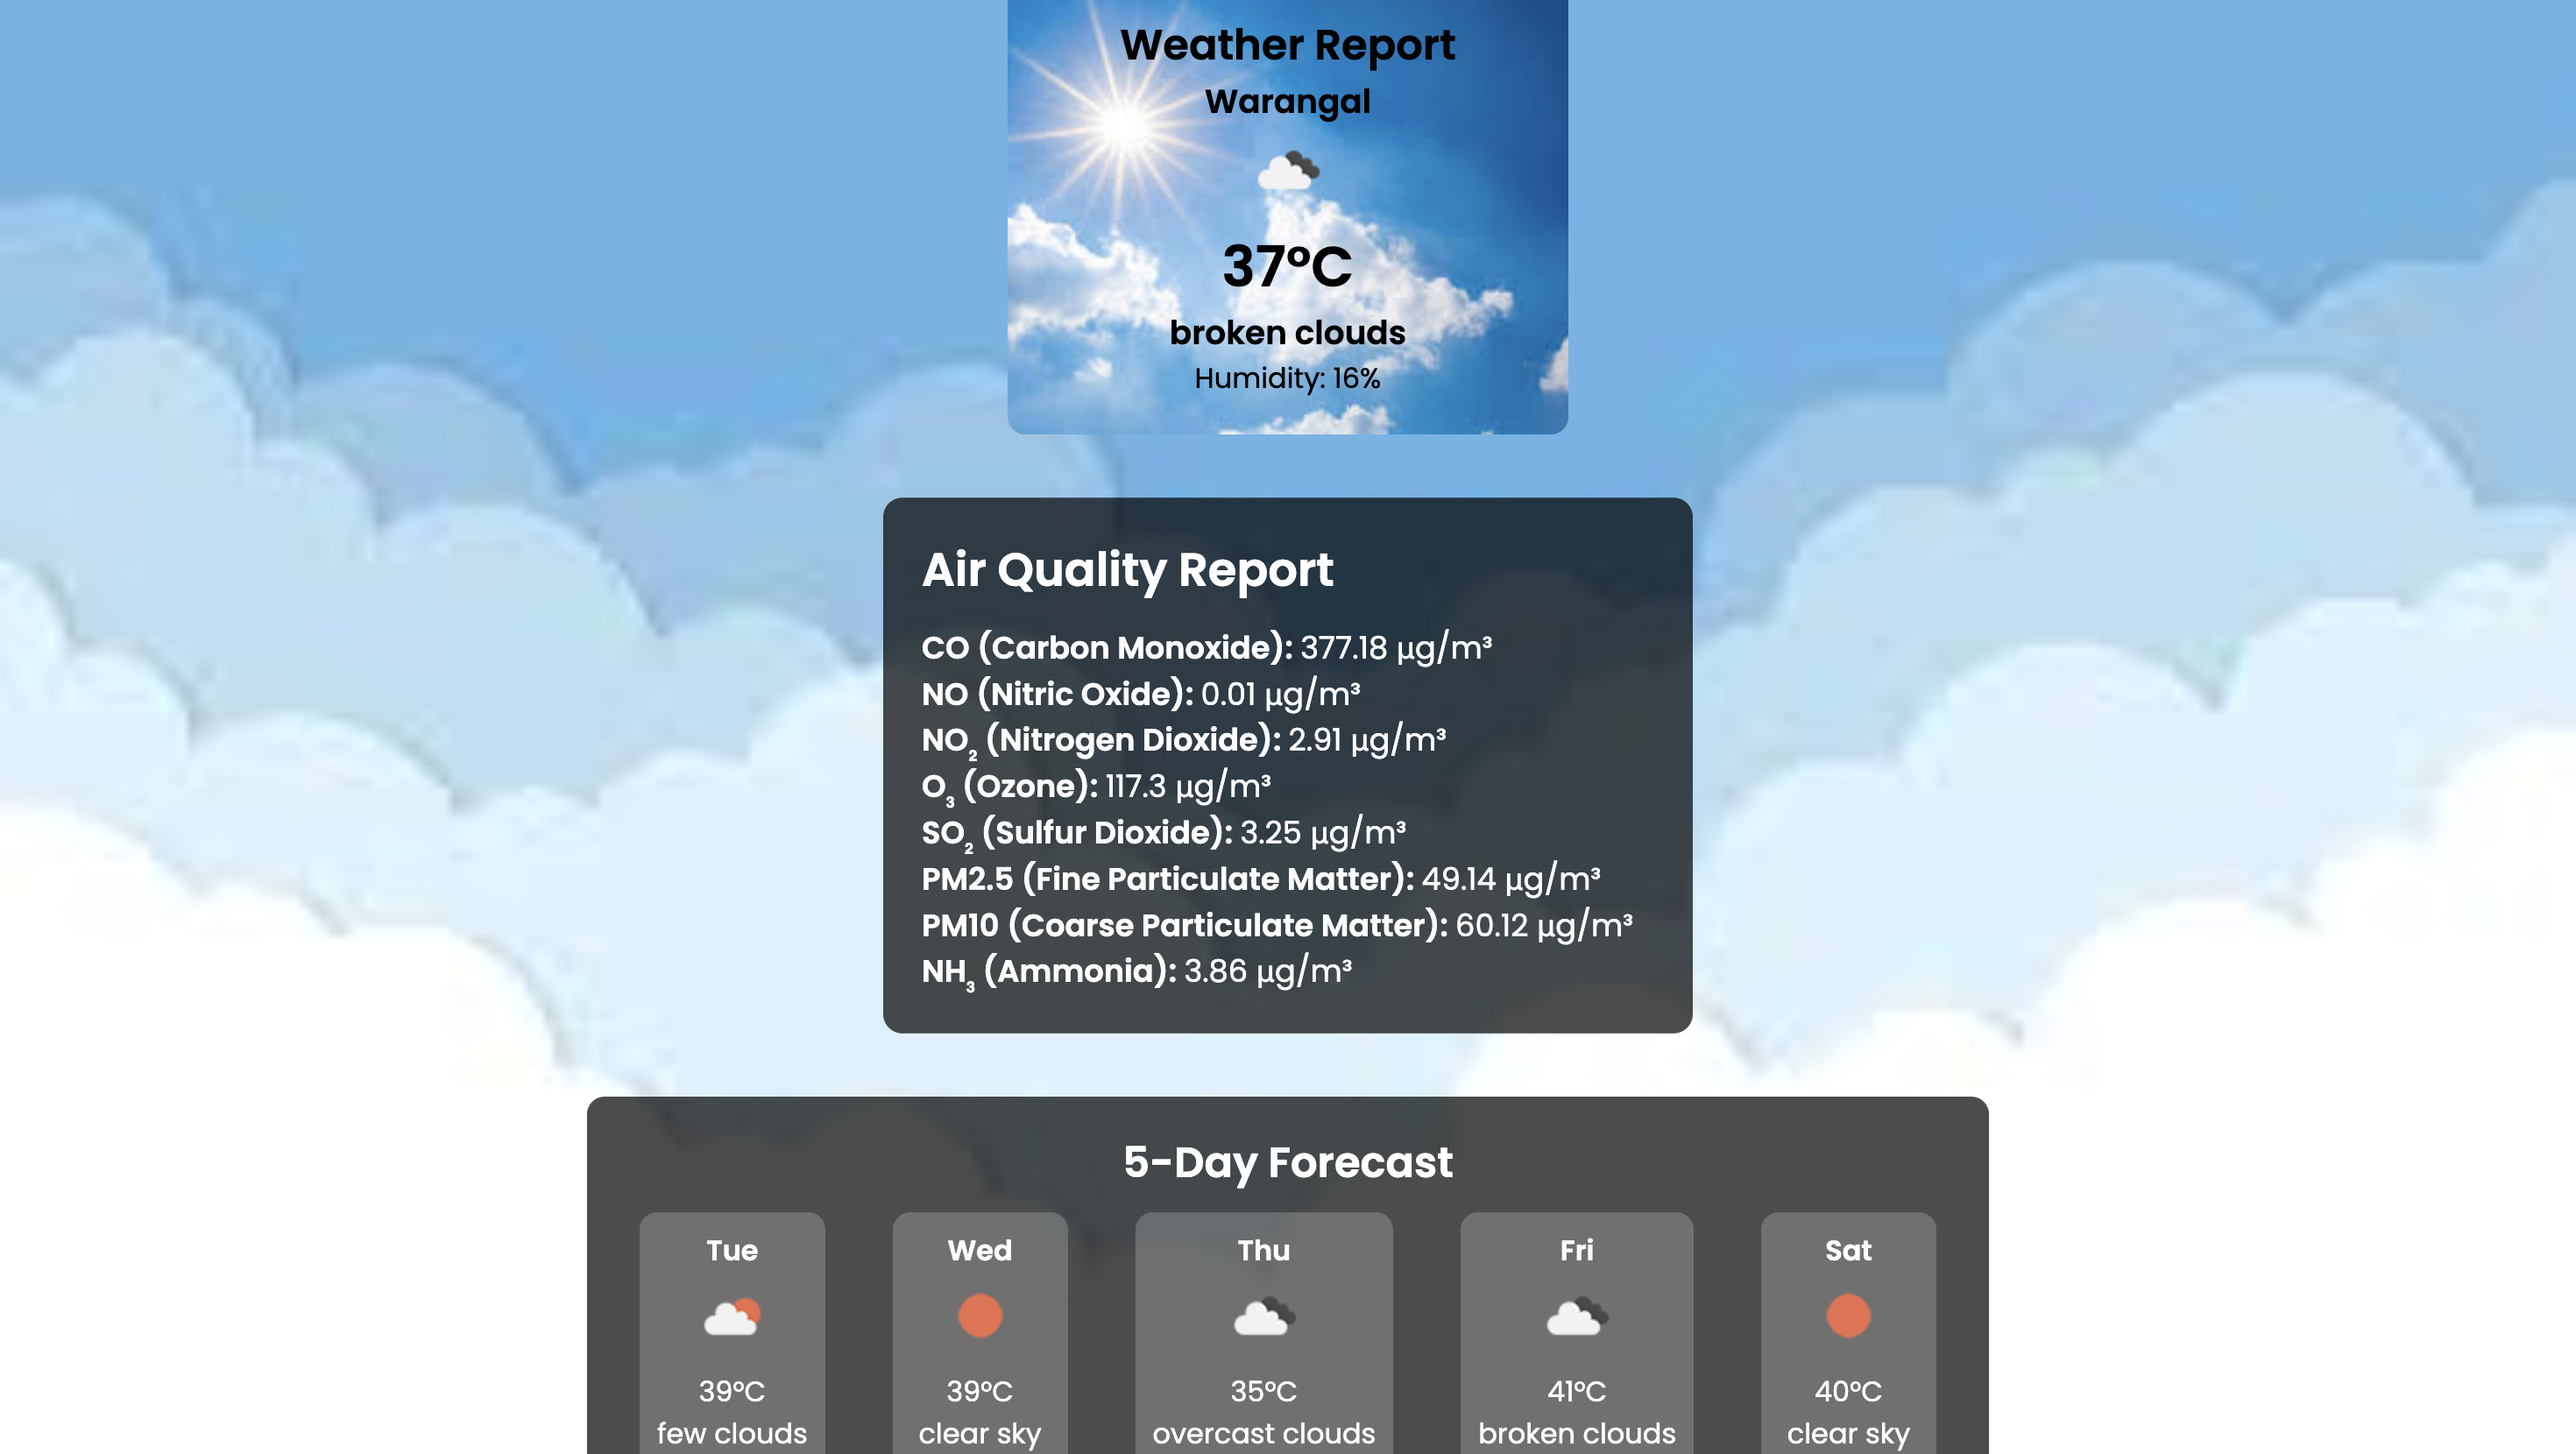 Weather Report
Warangal
37°C
broken clouds
Humidity: 16%
Air Quality Report
CO (Carbon Monoxide): 377.18 µg/m³
NO (Nitric Oxide): 0.01 µg/m³
NO₂ (Nitrogen Dioxide): 2.91 µg/m³
O₃ (Ozone): 117.3 µg/m³
SO₂ (Sulfur Dioxide): 3.25 µg/m³
PM2.5 (Fine Particulate Matter): 49.14 µg/m³
PM10 (Coarse Particulate Matter): 60.12 µg/m³
NH₃ (Ammonia): 3.86 µg/m³
5-Day Forecast
Tue Wed Thu Fri Sat
39°C 39°C 35°C 41°C 40°C
few clouds clear sky overcast clouds broken clouds clear sky